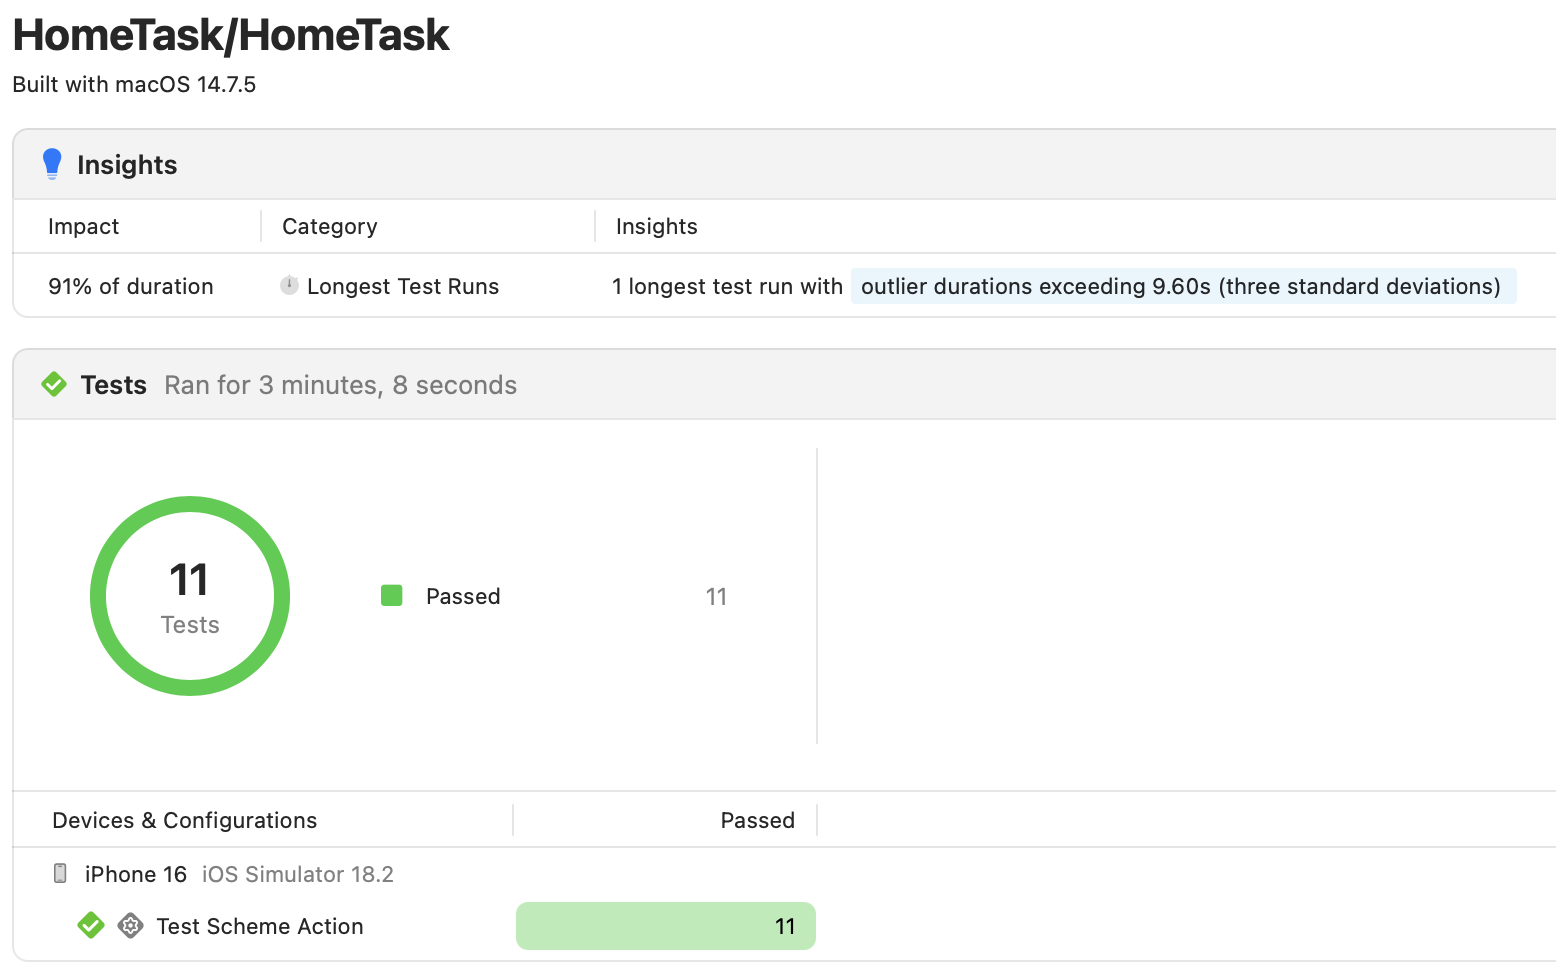 HomeTask/HomeTask
Built with macOS 14.7.5
Insights
Impact Category Insights
91% of duration Longest Test Runs 1 longest test run with outlier durations exceeding 9.60s (three standard deviations)
Tests Ran for 3 minutes, 8 seconds
11
Tests
Passed 11
Devices & Configurations Passed
iPhone 16 iOS Simulator 18.2
Test Scheme Action 11